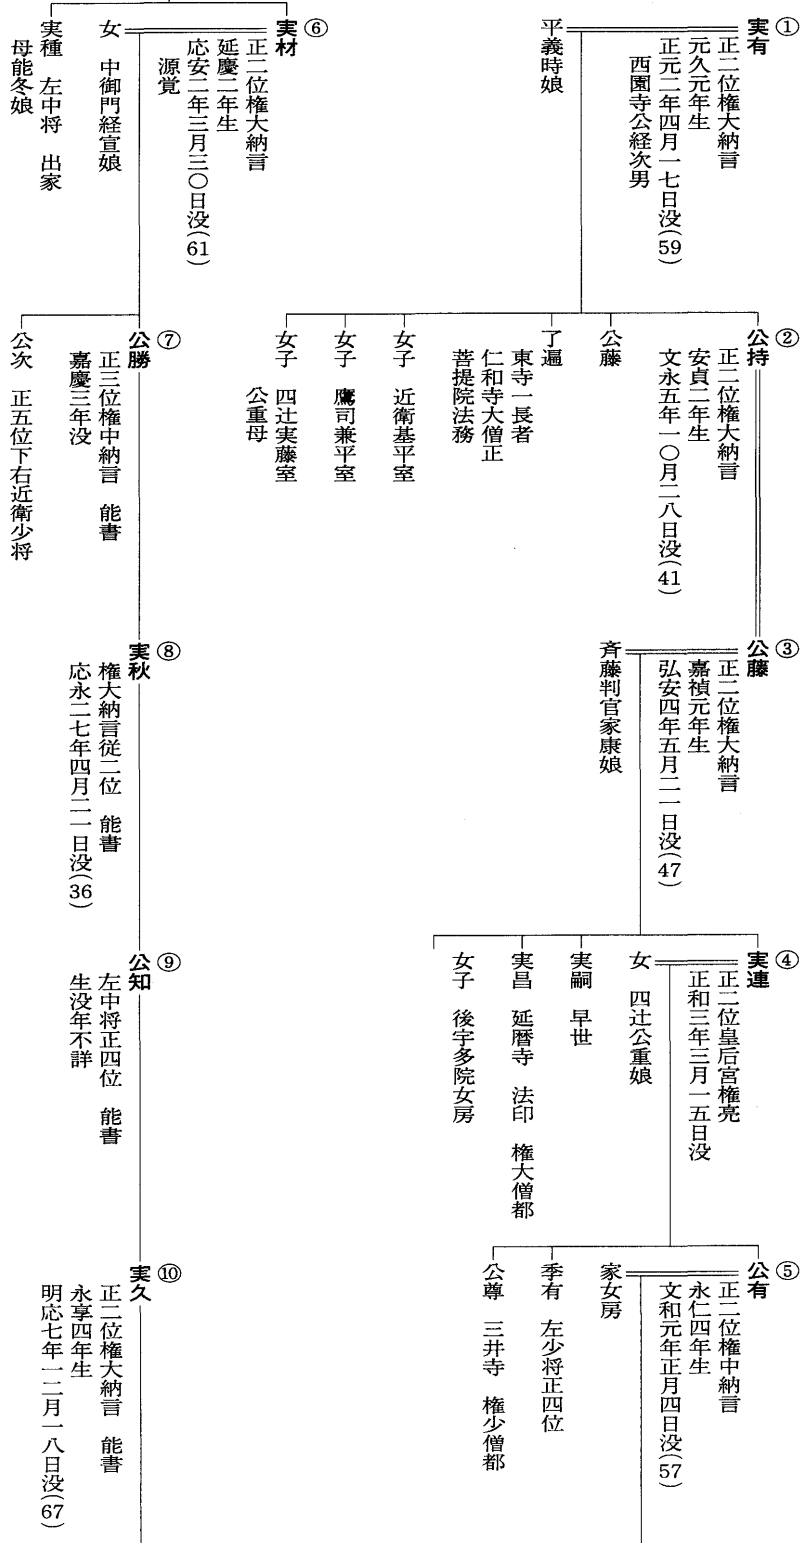 ①
実有
正二位権大納言
元久元年生
正元二年四月一七日没(59)
西園寺公経次男
平義時娘
②
公持
正二位権大納言
安貞二年生
文永五年一〇月二八日没(41)
公藤
了遍
東寺一長者
仁和寺大僧正
菩提院法務
女子 近衛基平室
女子 鷹司兼平室
女子 四辻実藤室
公重母
③
公藤
正二位権大納言
嘉禎元年生
弘安四年五月二一日没(47)
斉藤判官家康娘
④
実連
正二位皇后宮権亮
正和三年三月一五日没
女 四辻公重娘
実嗣 早世
実昌 延暦寺 法印 権大僧都
女子 後宇多院女房
⑤
公有
正二位権中納言
永仁四年生
文和元年正月四日没(57)
家女房
季有 左少将正四位
公尊 三井寺 権少僧都
⑥
実材
正二位権大納言
延慶二年生
応安二年三月三〇日没(61)
源覚
女 中御門経宣娘
実種 左中将 出家
母能冬娘
⑦
公勝
正三位権中納言 能書
嘉慶三年没
公次 正五位下右近衛少将
⑧
実秋
権大納言従二位 能書
応永二七年四月二一日没(36)
⑨
公知
左中将正四位 能書
生没年不詳
⑩
実久
正二位権大納言 能書
永享四年生
明応七年一二月一八日没(67)